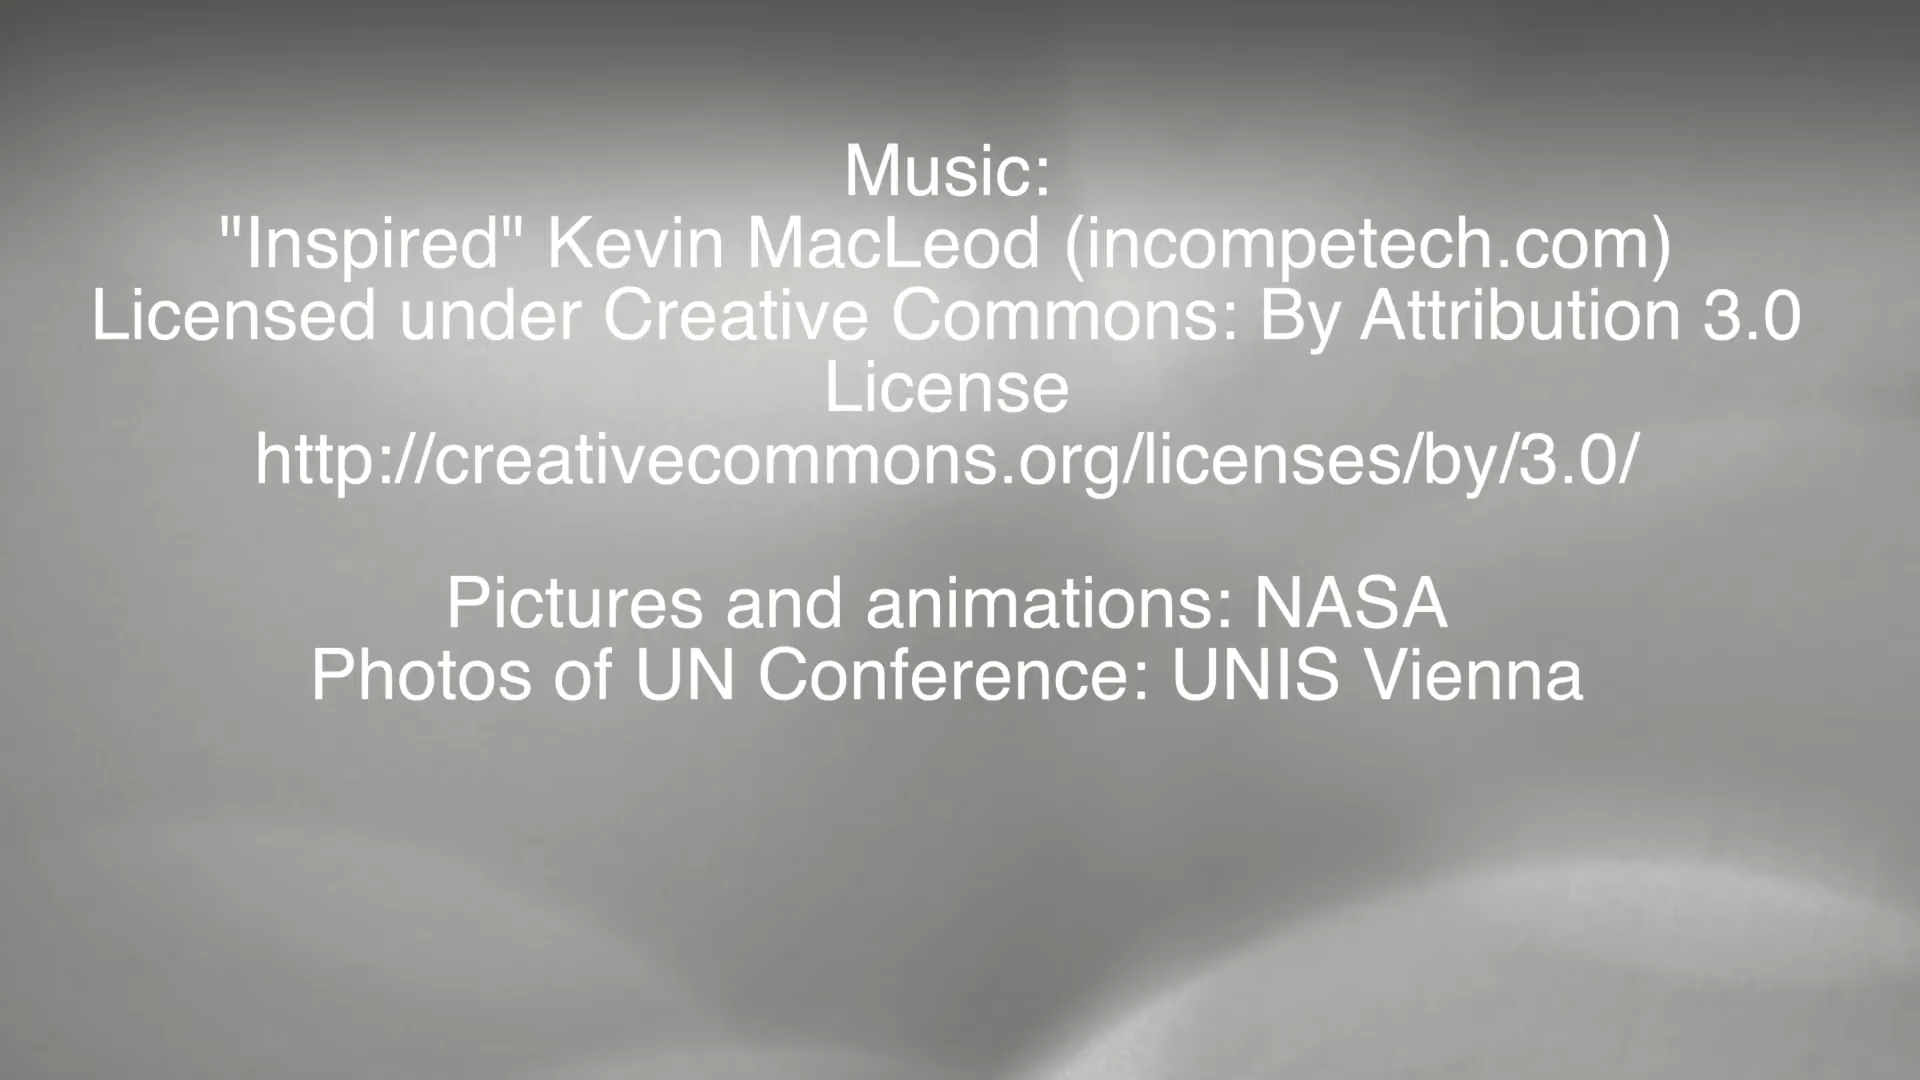 Music:
"Inspired" Kevin MacLeod (incompetech.com)
Licensed under Creative Commons: By Attribution 3.0
License
http://creativecommons.org/licenses/by/3.0/
Pictures and animations: NASA
Photos of UN Conference: UNIS Vienna